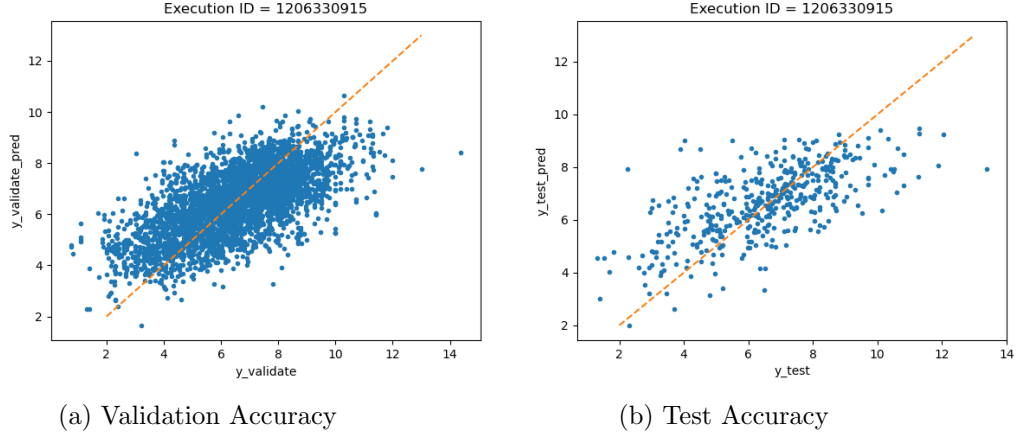 Execution ID = 1206330915
12
10
8
6
4
2
y_validate_pred
2 4 6 8 10 12 14
y_validate
(a) Validation Accuracy
Execution ID = 1206330915
12
10
8
6
4
2
y_test_pred
2 4 6 8 10 12 14
y_test
(b) Test Accuracy